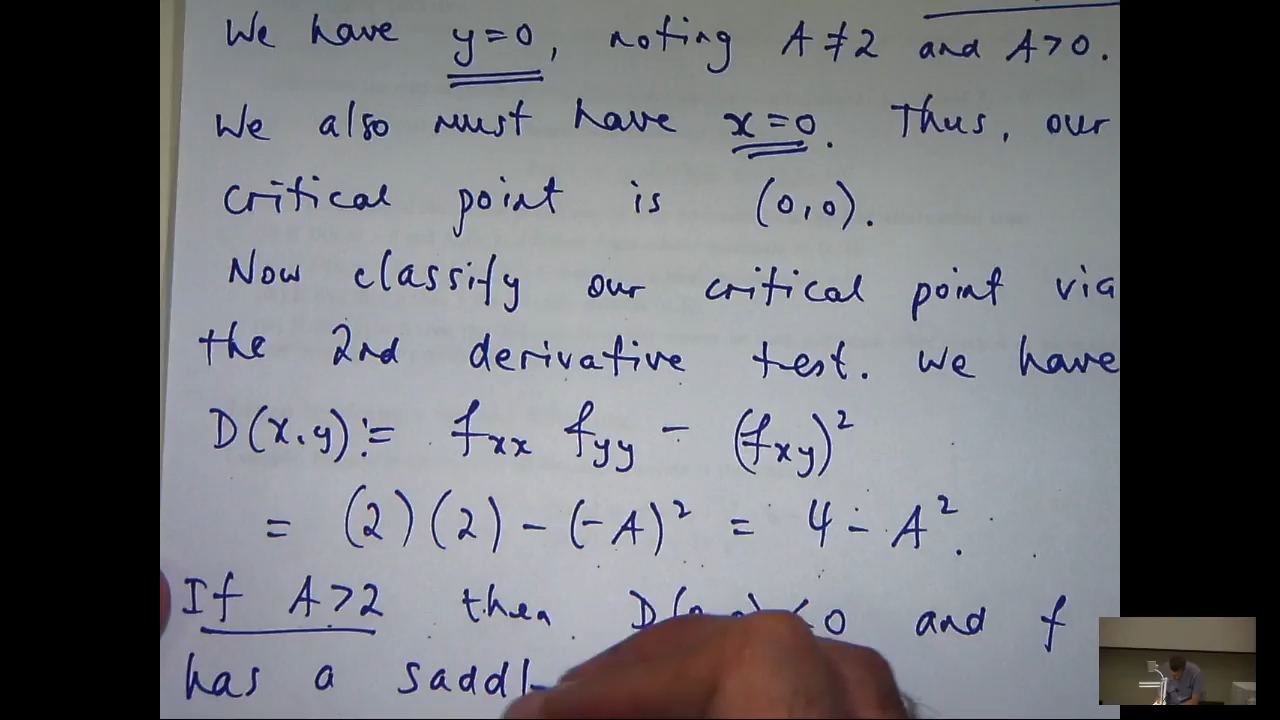 We have y=0, noting A≠2 and A>0.
We also must have x=0. Thus, our
critical point is (0,0).
Now classify our critical point via
the 2nd derivative test. We have
D(x,y):= fxx fyy - (fxy)²
= (2)(2) - (-A)² = 4 - A².
If A>2 then <0 and f
has a